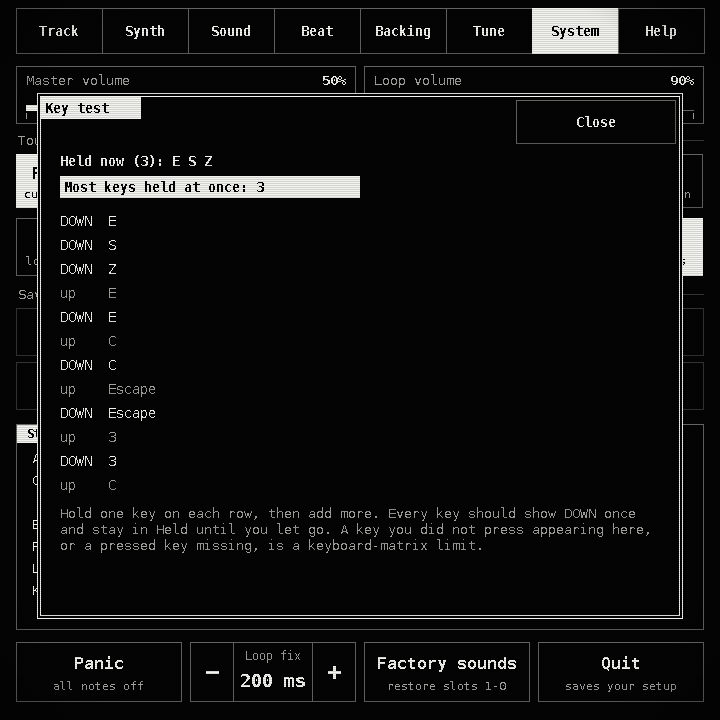 Track Synth Sound Beat Backing Tune System Help
Master volume 50% Loop volume 90%
Key test
Close
Held now (3): E S Z
Most keys held at once: 3
DOWN E
DOWN S
DOWN Z
up E
DOWN E
up C
DOWN C
up Escape
DOWN Escape
up 3
DOWN 3
up C
Hold one key on each row, then add more. Every key should show DOWN once
and stay in Held until you let go. A key you did not press appearing here,
or a pressed key missing, is a keyboard-matrix limit.
Panic
all notes off
− Loop fix +
200 ms
Factory sounds
restore slots 1-0
Quit
saves your setup